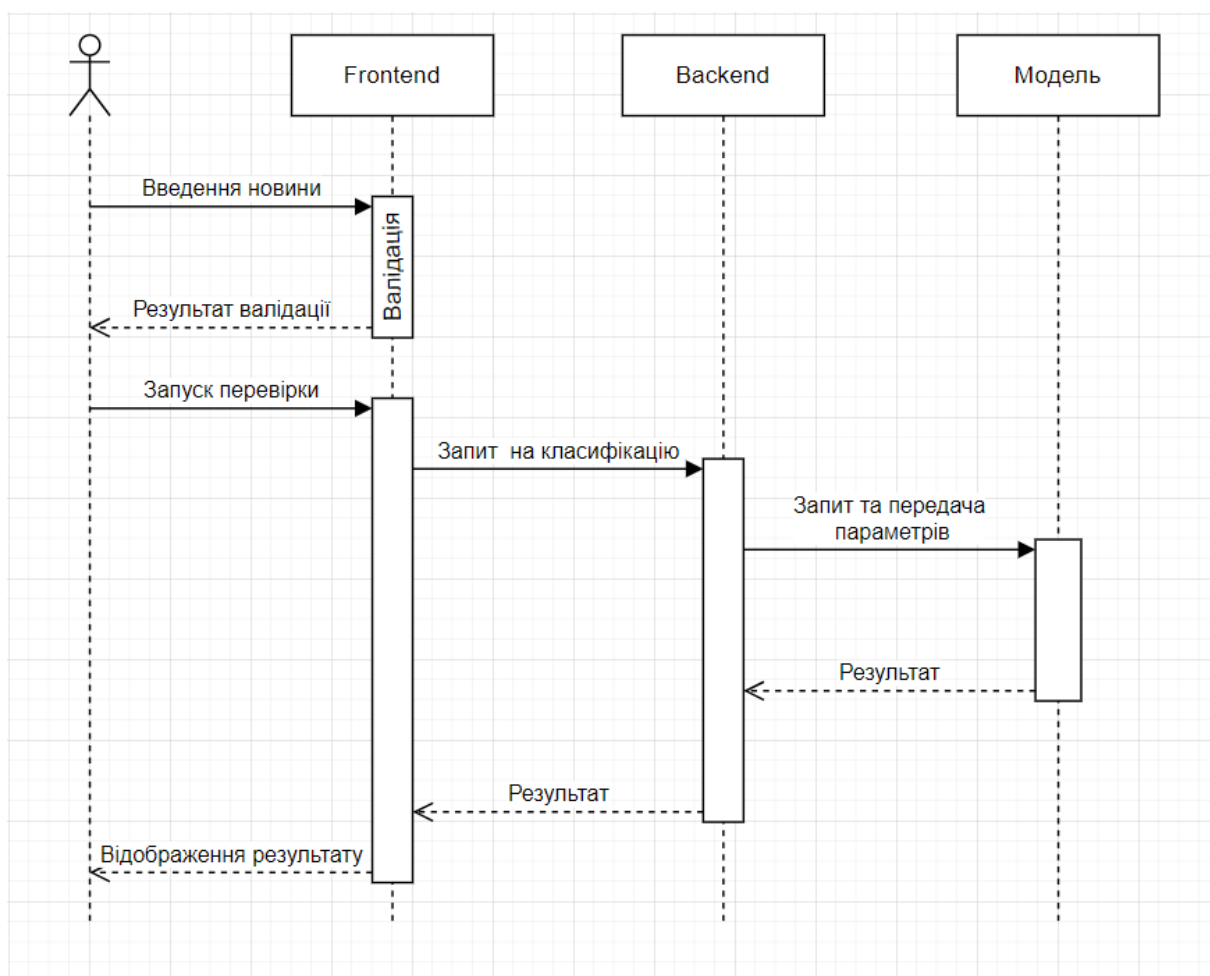 Frontend
Backend
Модель
Введення новини
Валідація
Результат валідації
Запуск перевірки
Запит на класифікацію
Запит та передача
параметрів
Результат
Результат
Відображення результату